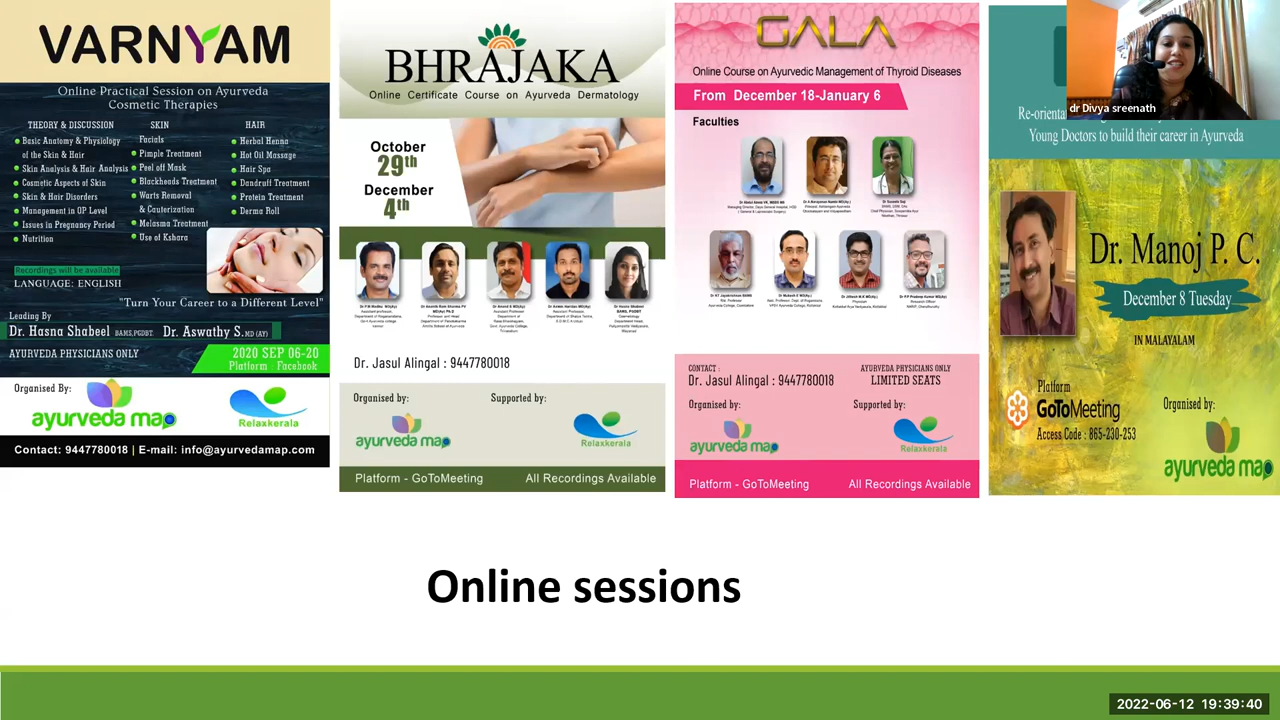 VARNYAM
Online Practical Session on Ayurveda
Cosmetic Therapies
THEORY & DISCUSSION
Basic Anatomy & Physiology
of the Skin & Hair
Skin Analysis & Hair Analysis
Cosmetic Aspects of Skin
Skin & Hair Disorders
Management at Root Level
Issues in Pubertary Period
Nutrition
SKIN
Facials
Pimple Treatment
Peel off Mask
Blackheads Treatment
Warts Removal
& Cauterization
Melasma Treatment
Use of Kshara
HAIR
Herbal Henna
Hot Oil Massage
Hair Spa
Dandruff Treatment
Protein Treatment
Derma Roll
Recordings will be available
LANGUAGE: ENGLISH
"Turn Your Career to a Different Level"
Leading
Dr. Hasna Shabeel BAMS, PGDBT Dr. Aswathy S. MD (AY)
AYURVEDA PHYSICIANS ONLY
2020 SEP 06-20
Platform : Facebook
Organised By:
ayurveda map
Relaxkerala
Contact: 9447780018 | E-mail: info@ayurvedamap.com
BHRAJAKA
Online Certificate Course on Ayurveda Dermatology
October
29th
December
4th
Dr. Jasul Alingal : 9447780018
Organised by:
Supported by:
ayurveda map
Relaxkerala
Platform - GoToMeeting
All Recordings Available
GALA
Online Course on Ayurvedic Management of Thyroid Diseases
From December 18-January 6
Faculties
CONTACT :
Dr. Jasul Alingal : 9447780018
AYURVEDA PHYSICIANS ONLY
LIMITED SEATS
Organised by:
Supported by:
ayurveda map
Relaxkerala
Platform - GoToMeeting
All Recordings Available
dr Divya sreenath
Young Doctors to build their career in Ayurveda
Dr. Manoj P. C.
December 8 Tuesday
IN MALAYALAM
Platform
GoToMeeting
Access Code : 865-230-253
Organised by:
ayurveda map
Online sessions
2022-06-12 19:39:40